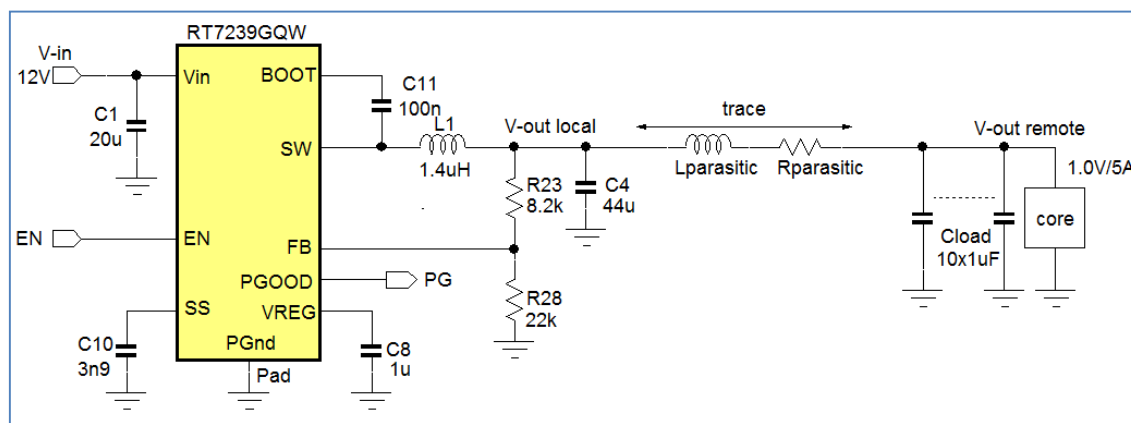 RT7239GQW
V-in
12V
Vin
BOOT
C11
100n
C1
20u
L1
1.4uH
SW
V-out local
trace
Lparasitic
Rparasitic
V-out remote
1.0V/5A
R23
8.2k
C4
44u
Cload
10x1uF
core
EN
EN
FB
PGOOD
PG
R28
22k
SS
VREG
C10
3n9
PGnd
Pad
C8
1u